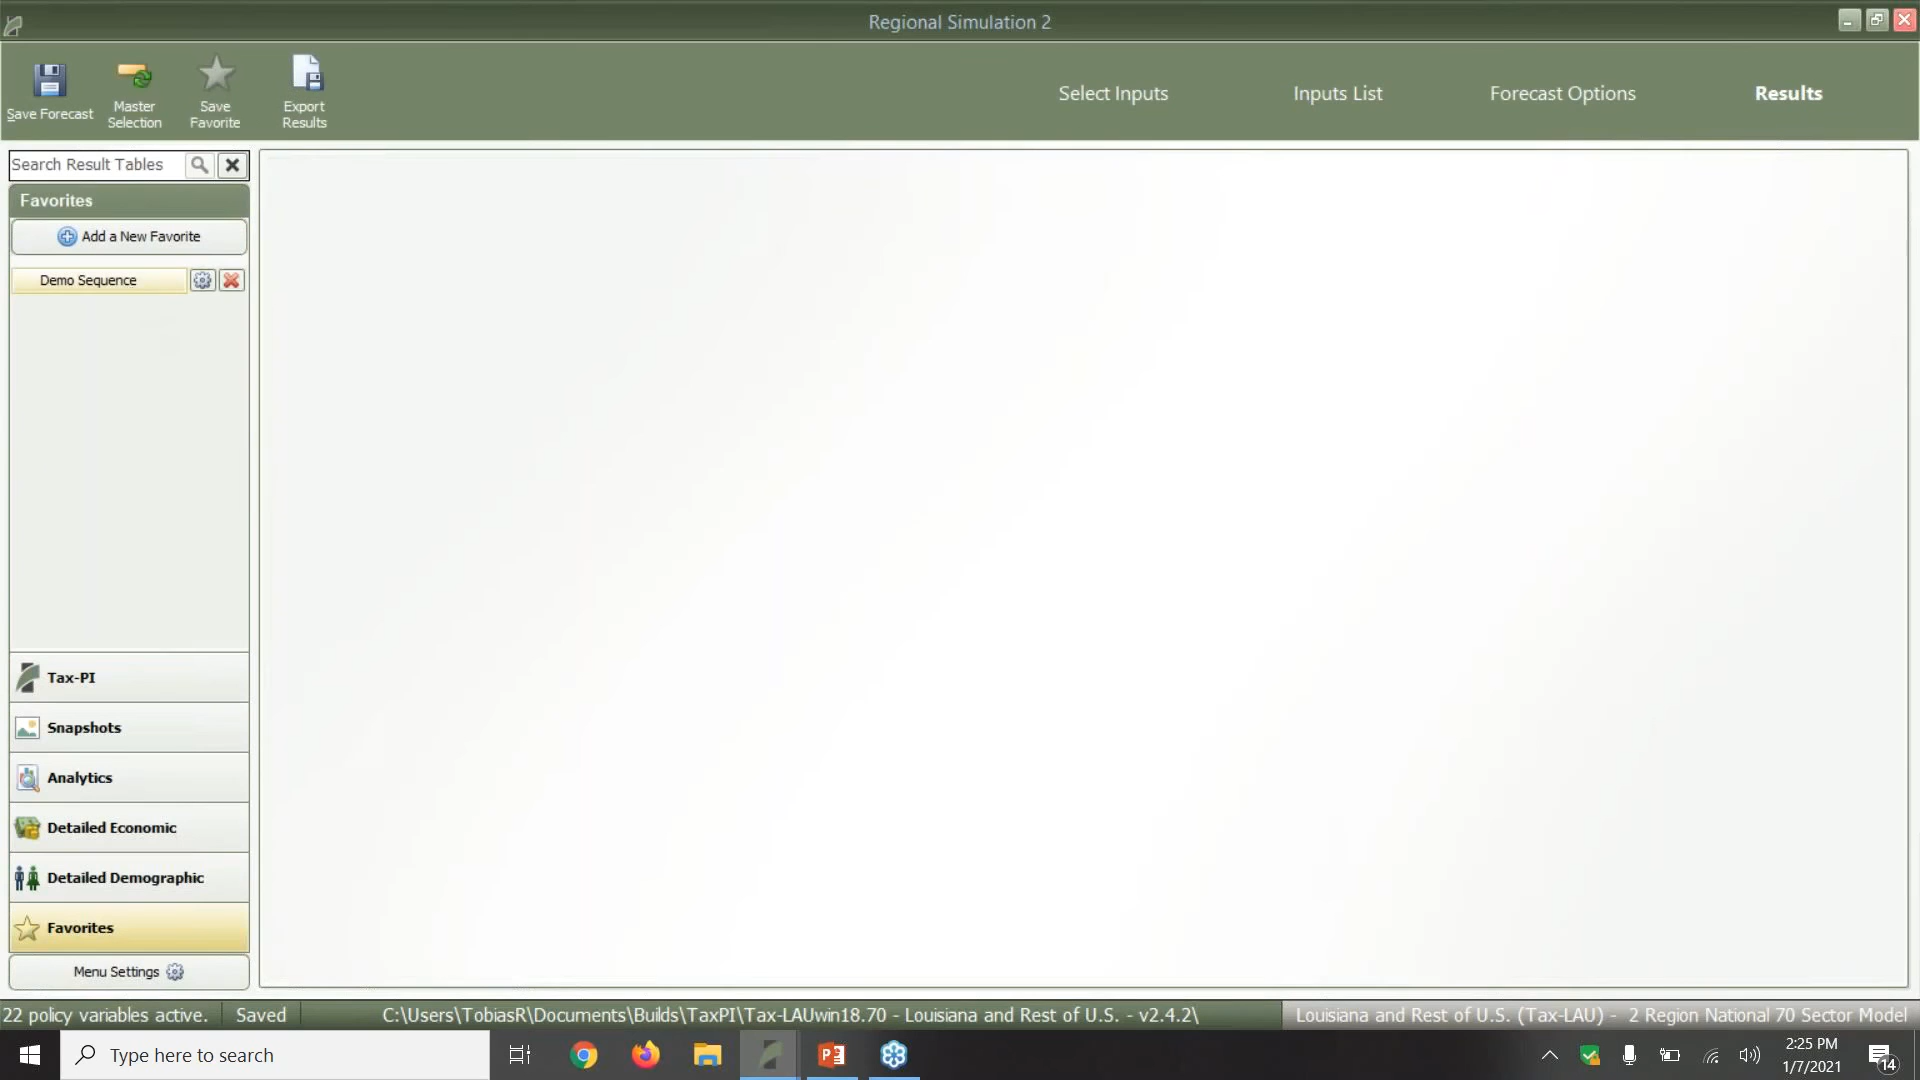 Regional Simulation 2
Save Forecast
Master
Selection
Save
Favorite
Export
Results
Select Inputs
Inputs List
Forecast Options
Results
Search Result Tables
Favorites
Add a New Favorite
Demo Sequence
Tax-PI
Snapshots
Analytics
Detailed Economic
Detailed Demographic
Favorites
Menu Settings
22 policy variables active.
Saved
C:\Users\TobiasR\Documents\Builds\TaxPI\Tax-LAUwin18.70 - Louisiana and Rest of U.S. - v2.4.2\
Louisiana and Rest of U.S. (Tax-LAU) - 2 Region National 70 Sector Model
Type here to search
2:25 PM
1/7/2021
14